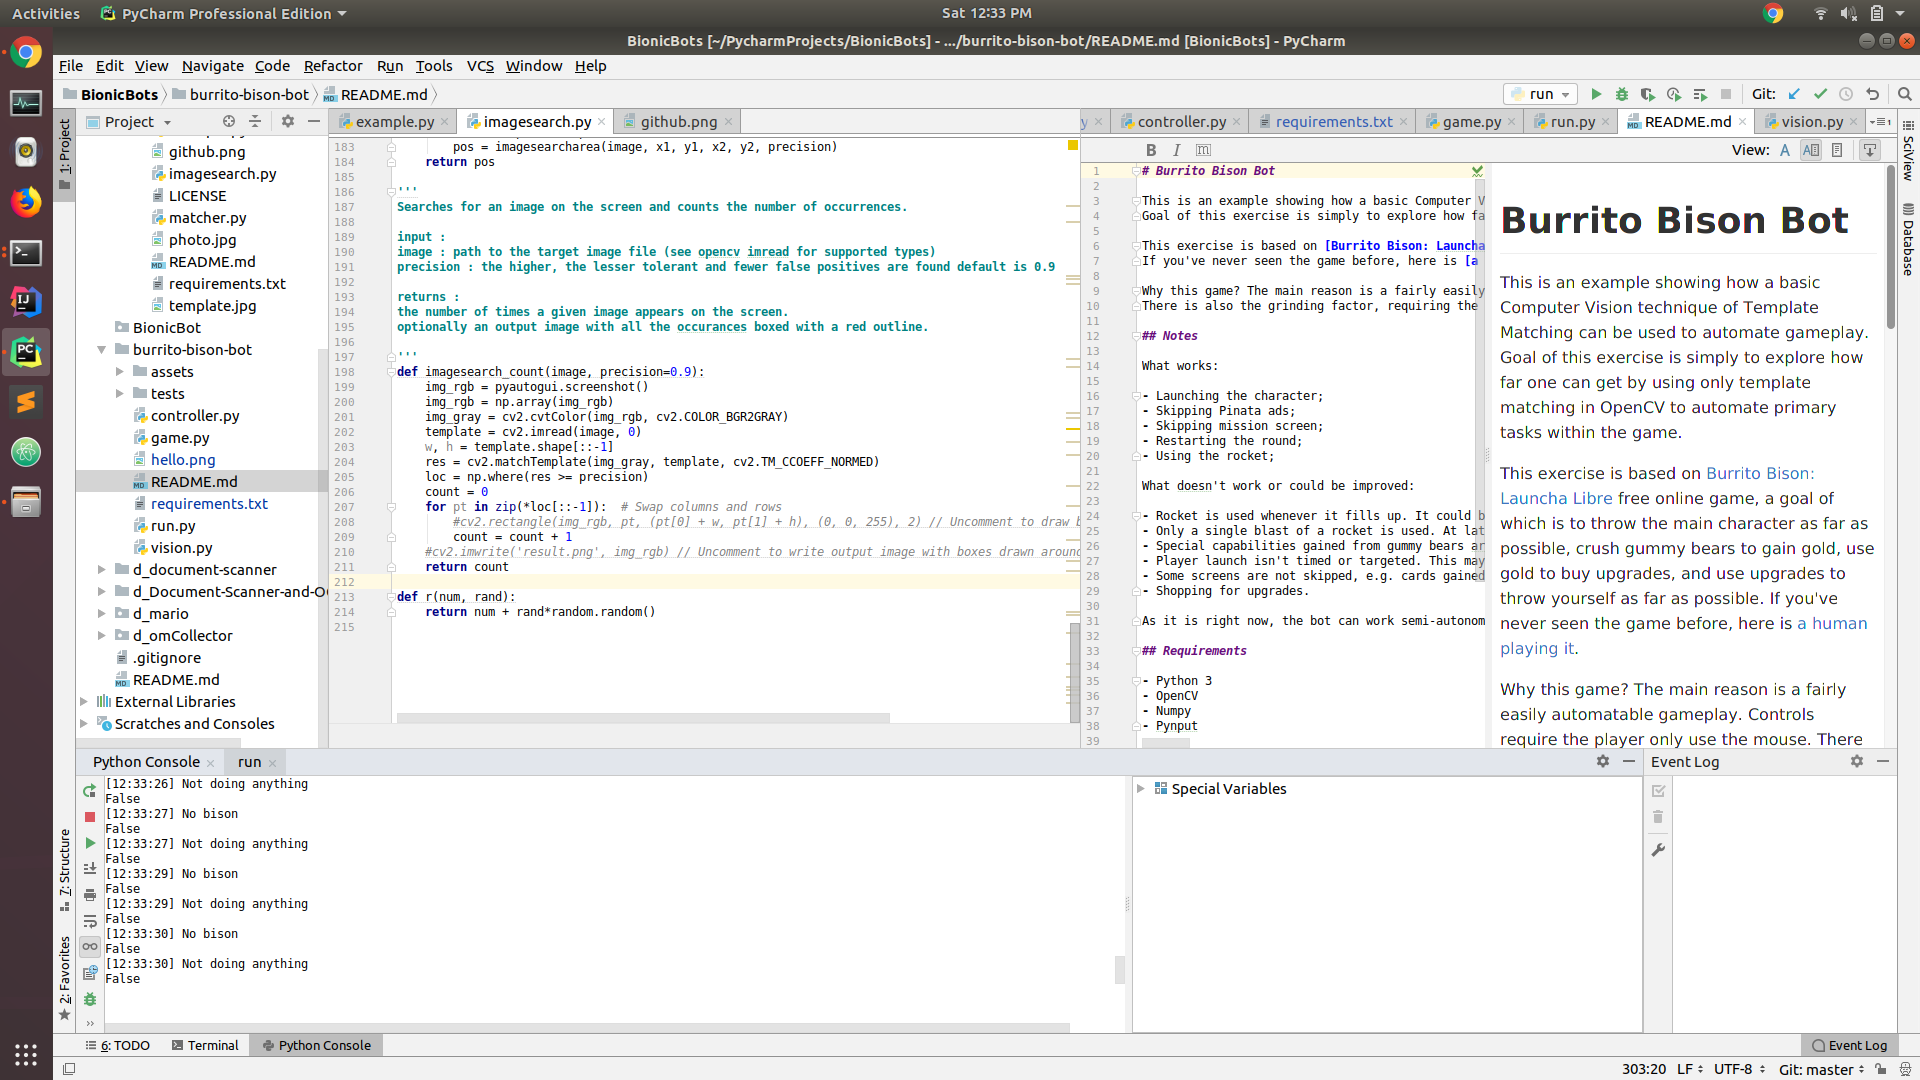 Activities PyCharm Professional Edition Sat 12:33 PM
BionicBots [~/PycharmProjects/BionicBots] - .../burrito-bison-bot/README.md [BionicBots] - PyCharm
File Edit View Navigate Code Refactor Run Tools VCS Window Help
BionicBots burrito-bison-bot README.md run Git:
1: Project
Project
github.png
imagesearch.py
LICENSE
matcher.py
photo.jpg
README.md
requirements.txt
template.jpg
BionicBot
burrito-bison-bot
assets
tests
controller.py
game.py
hello.png
README.md
requirements.txt
run.py
vision.py
d_document-scanner
d_Document-Scanner-and-O
d_mario
d_omCollector
.gitignore
README.md
External Libraries
Scratches and Consoles
example.py imagesearch.py github.png
183 pos = imagesearcharea(image, x1, y1, x2, y2, precision)
184 return pos
185
186 '''
187 Searches for an image on the screen and counts the number of occurrences.
188
189 input :
190 image : path to the target image file (see opencv imread for supported types)
191 precision : the higher, the lesser tolerant and fewer false positives are found default is 0.9
192
193 returns :
194 the number of times a given image appears on the screen.
195 optionally an output image with all the occurances boxed with a red outline.
196
197 '''
198 def imagesearch_count(image, precision=0.9):
199 img_rgb = pyautogui.screenshot()
200 img_rgb = np.array(img_rgb)
201 img_gray = cv2.cvtColor(img_rgb, cv2.COLOR_BGR2GRAY)
202 template = cv2.imread(image, 0)
203 w, h = template.shape[::-1]
204 res = cv2.matchTemplate(img_gray, template, cv2.TM_CCOEFF_NORMED)
205 loc = np.where(res >= precision)
206 count = 0
207 for pt in zip(*loc[::-1]): # Swap columns and rows
208 #cv2.rectangle(img_rgb, pt, (pt[0] + w, pt[1] + h), (0, 0, 255), 2) // Uncomment to draw
209 count = count + 1
210 #cv2.imwrite('result.png', img_rgb) // Uncomment to write output image with boxes drawn aroun
211 return count
212
213 def r(num, rand):
214 return num + rand*random.random()
215
y controller.py requirements.txt game.py run.py README.md vision.py
B I m View: A
1 # Burrito Bison Bot
2
3 This is an example showing how a basic Computer V
4 Goal of this exercise is simply to explore how fa
5
6 This exercise is based on [Burrito Bison: Launcha
7 If you've never seen the game before, here is [a
8
9 Why this game? The main reason is a fairly easily
10 There is also the grinding factor, requiring the
11
12 ## Notes
13
14 What works:
15
16 - Launching the character;
17 - Skipping Pinata ads;
18 - Skipping mission screen;
19 - Restarting the round;
20 - Using the rocket;
21
22 What doesn't work or could be improved:
23
24 - Rocket is used whenever it fills up. It could b
25 - Only a single blast of a rocket is used. At lat
26 - Special capabilities gained from gummy bears ar
27 - Player launch isn't timed or targeted. This may
28 - Some screens are not skipped, e.g. cards gained
29 - Shopping for upgrades.
30
31 As it is right now, the bot can work semi-autonom
32
33 ## Requirements
34
35 - Python 3
36 - OpenCV
37 - Numpy
38 - Pynput
39
Burrito Bison Bot
This is an example showing how a basic
Computer Vision technique of Template
Matching can be used to automate gameplay.
Goal of this exercise is simply to explore how
far one can get by using only template
matching in OpenCV to automate primary
tasks within the game.
This exercise is based on Burrito Bison:
Launcha Libre free online game, a goal of
which is to throw the main character as far as
possible, crush gummy bears to gain gold, use
gold to buy upgrades, and use upgrades to
throw yourself as far as possible. If you've
never seen the game before, here is a human
playing it.
Why this game? The main reason is a fairly
easily automatable gameplay. Controls
require the player only use the mouse. There
SciView
Database
7: Structure
2: Favorites
Python Console run
[12:33:26] Not doing anything
False
[12:33:27] No bison
False
[12:33:27] Not doing anything
False
[12:33:29] No bison
False
[12:33:29] Not doing anything
False
[12:33:30] No bison
False
[12:33:30] Not doing anything
False
Special Variables
Event Log
6: TODO Terminal Python Console Event Log
303:20 LF UTF-8 Git: master